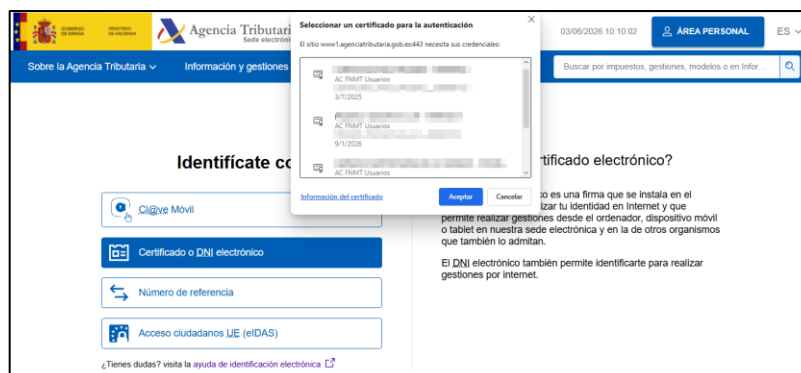 GOBIERNO DE ESPAÑA
MINISTERIO DE HACIENDA
Agencia Tributari
Sede electróni
03/06/2026 10:10:02
ÁREA PERSONAL
ES
Sobre la Agencia Tributaria
Información y gestiones
Buscar por impuestos, gestiones, modelos o en Infor...
Seleccionar un certificado para la autenticación
El sitio www1.agenciatributaria.gob.es:443 necesita sus credenciales:
AC FNMT Usuarios
3/7/2025
AC FNMT Usuarios
9/1/2026
AC FNMT Usuarios
Información del certificado
Aceptar
Cancelar
Identifícate co
Cl@ve Móvil
Certificado o DNI electrónico
Número de referencia
Acceso ciudadanos UE (eIDAS)
¿Tienes dudas? visita la ayuda de identificación electrónica
rtificado electrónico?
co es una firma que se instala en el
izar tu identidad en Internet y que
permite realizar gestiones desde el ordenador, dispositivo móvil
o tablet en nuestra sede electrónica y en la de otros organismos
que también lo admitan.
El DNI electrónico también permite identificarte para realizar
gestiones por internet.